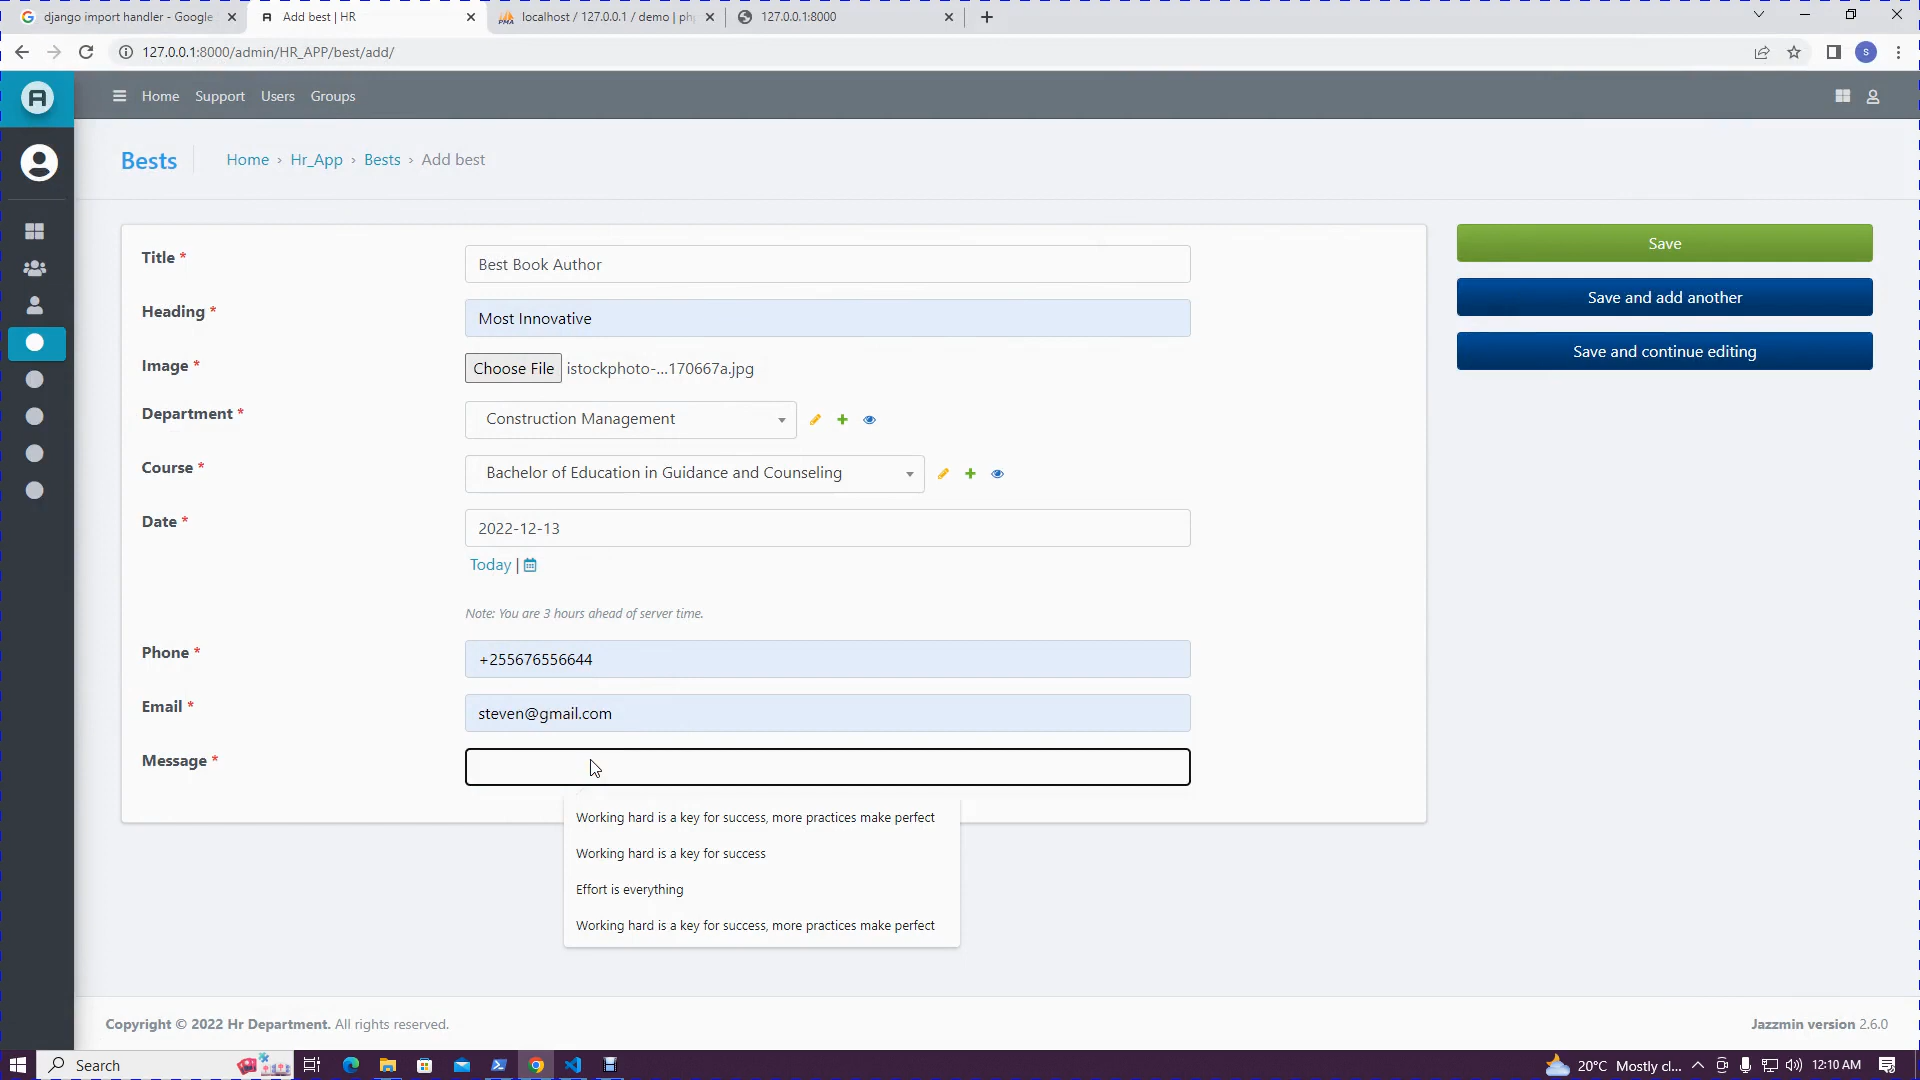 django import handler - Google
Add best | HR
localhost / 127.0.0.1 / demo | ph
127.0.0.1:8000
127.0.0.1:8000/admin/HR_APP/best/add/
S
Home Support Users Groups
Bests
Home › Hr_App › Bests › Add best
Title *
Best Book Author
Save
Heading *
Most Innovative
Save and add another
Image *
Choose File istockphoto-...170667a.jpg
Save and continue editing
Department *
Construction Management
Course *
Bachelor of Education in Guidance and Counseling
Date *
2022-12-13
Today |
Note: You are 3 hours ahead of server time.
Phone *
+255676556644
Email *
steven@gmail.com
Message *
Working hard is a key for success, more practices make perfect
Working hard is a key for success
Effort is everything
Working hard is a key for success, more practices make perfect
Copyright © 2022 Hr Department. All rights reserved.
Jazzmin version 2.6.0
Search
20°C Mostly cl... 12:10 AM